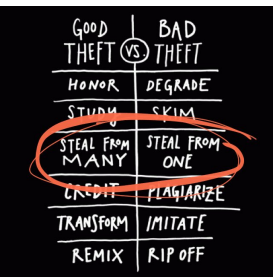 GOOD THEFT VS. BAD THEFT
HONOR DEGRADE
STUDY SKIM
STEAL FROM MANY STEAL FROM ONE
CREDIT PLAGIARIZE
TRANSFORM IMITATE
REMIX RIP OFF